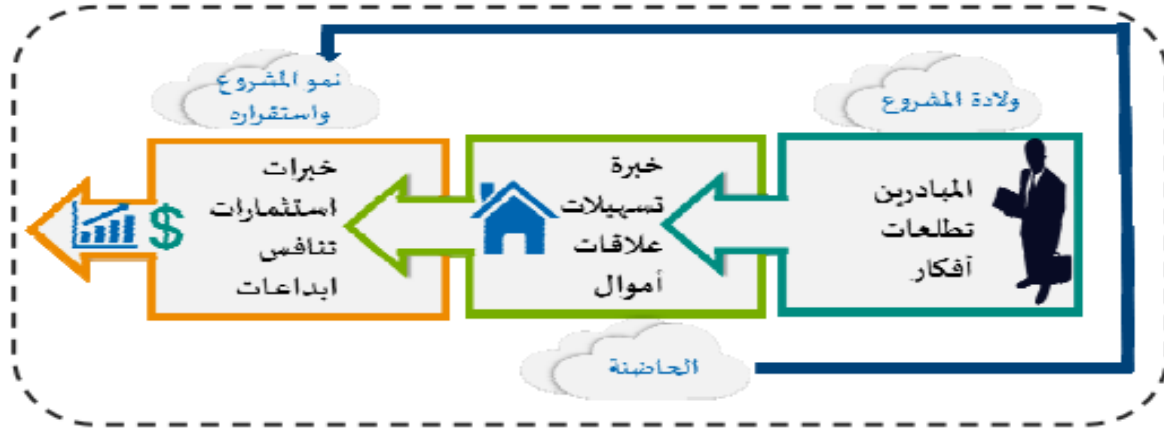 ولادة المشروع
المبادرين
تطلعات
أفكار
خبرة
تسهيلات
علاقات
أموال
الحاضنة
نمو المشروع
واستقراره
خبرات
استثمارات
تنافس
ابداعات
$